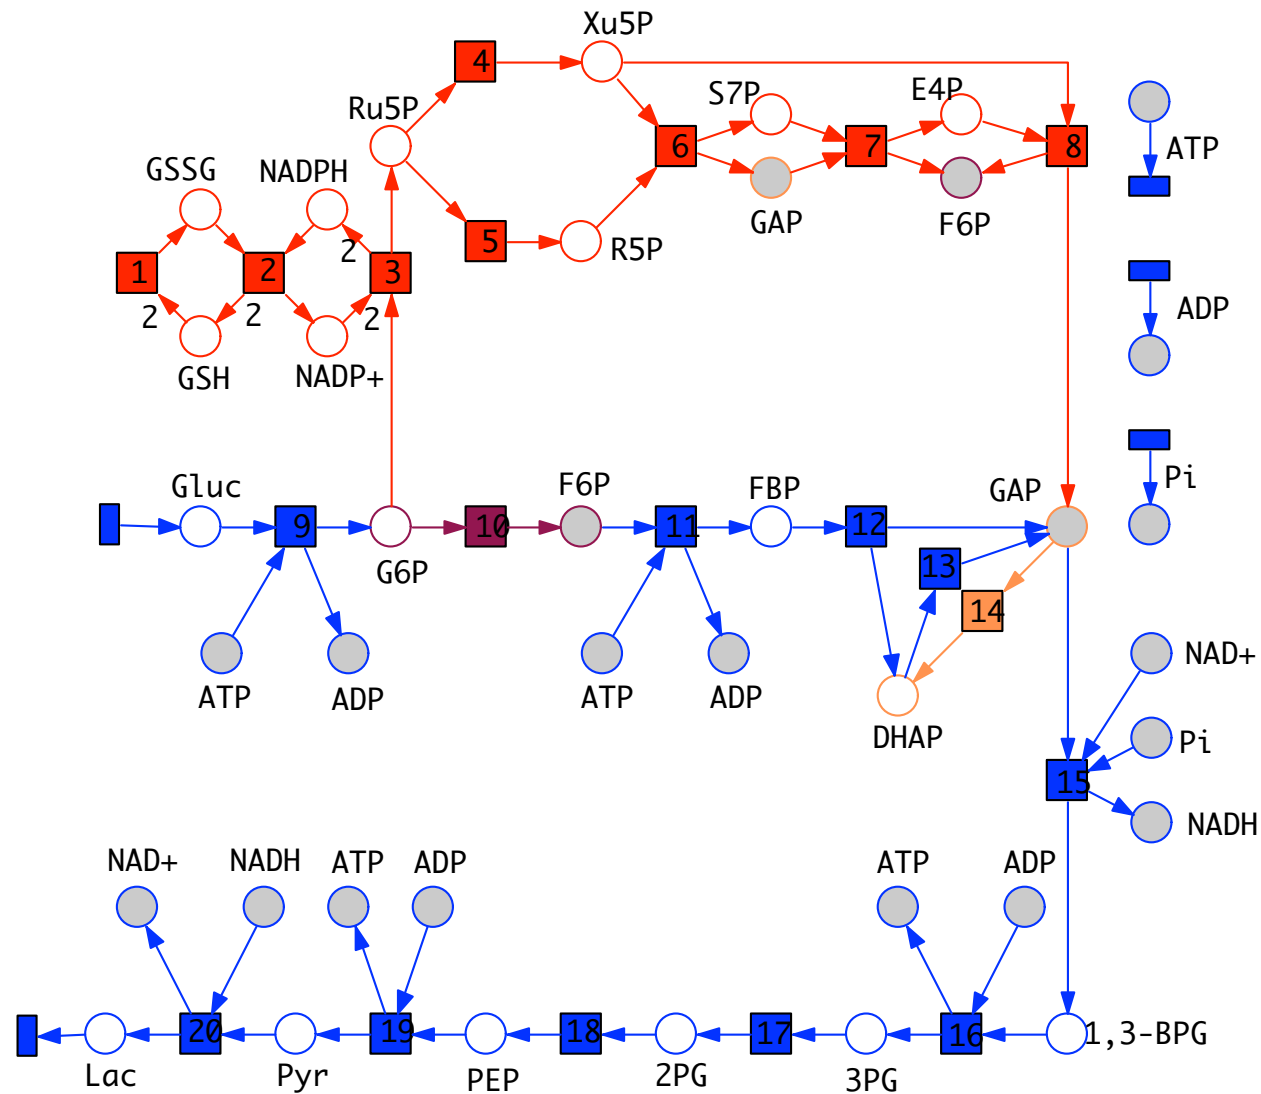 Xu5P
4
S7P
E4P
Ru5P
6
7
8
ATP
GSSG
NADPH
GAP
F6P
5
R5P
2
1
2
3
2
2
2
ADP
GSH
NADP+
Gluc
F6P
FBP
GAP
Pi
9
10
11
12
G6P
13
14
NAD+
ATP
ADP
ATP
ADP
DHAP
Pi
15
NADH
NAD+
NADH
ATP
ADP
ATP
ADP
20
19
18
17
16
1,3-BPG
Lac
Pyr
PEP
2PG
3PG